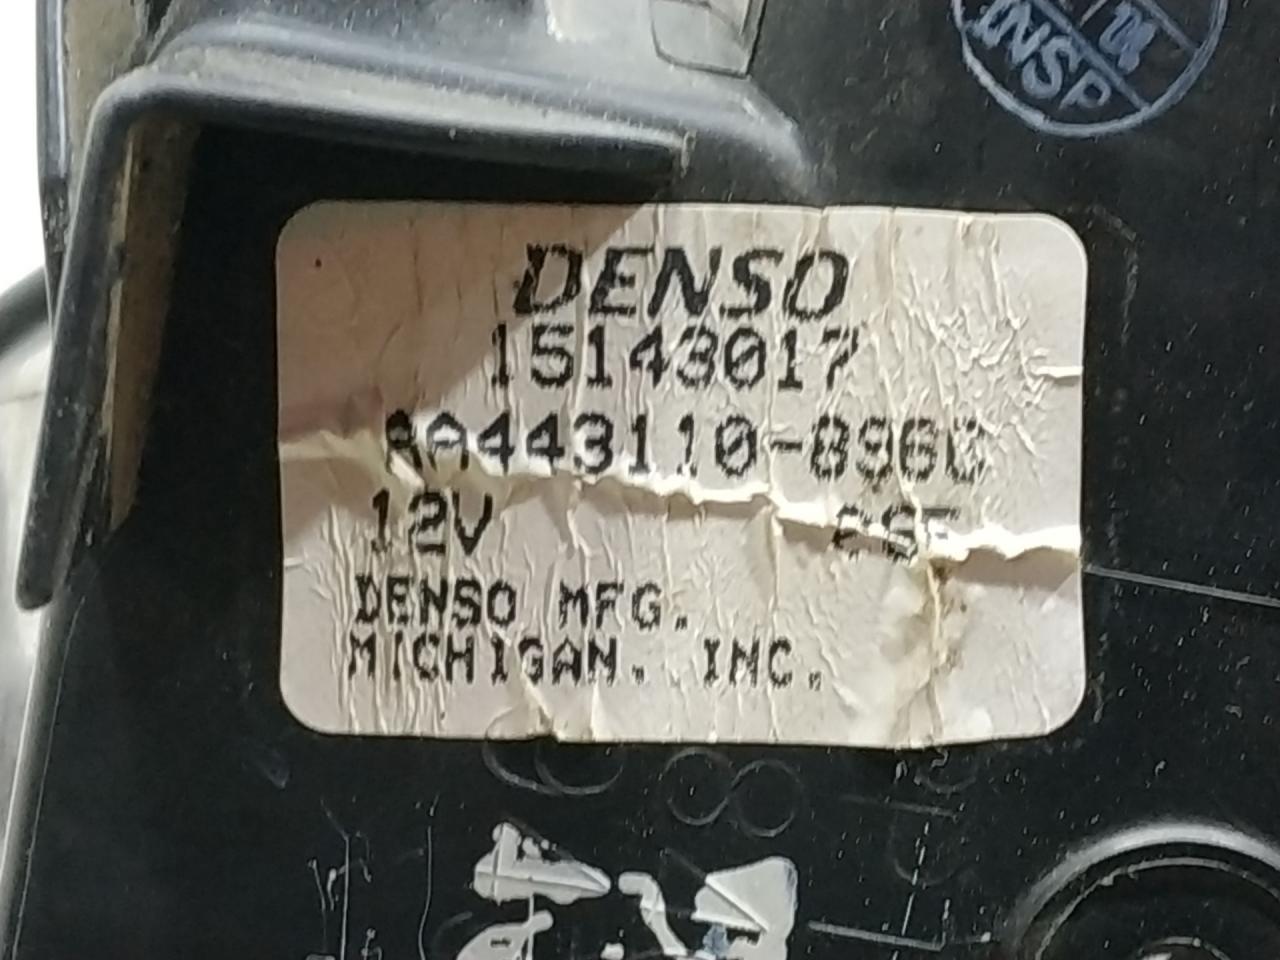 INSP
DENSO
15143017
AA443110-8960
12V
DENSO MFG.
MICHIGAN. INC.